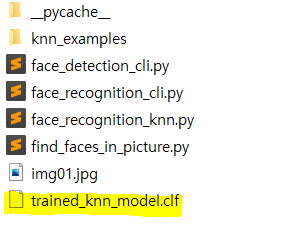 __pycache__
knn_examples
face_detection_cli.py
face_recognition_cli.py
face_recognition_knn.py
find_faces_in_picture.py
img01.jpg
trained_knn_model.clf